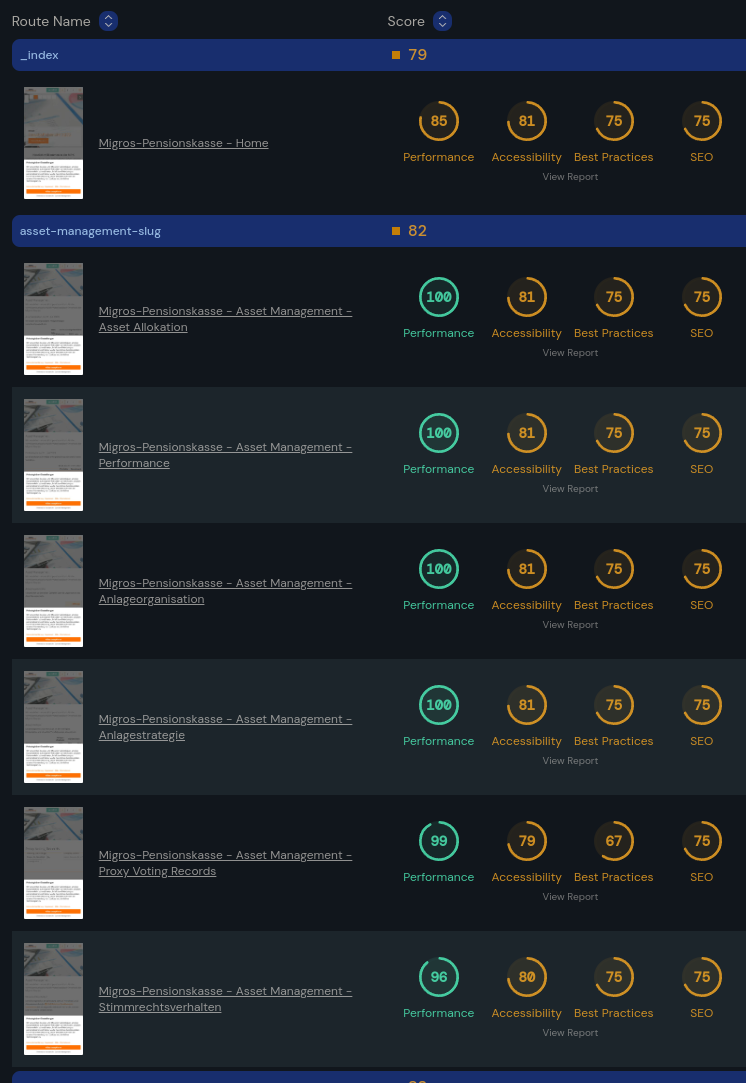 Route Name Score
_index 79
85 81 75 75
Migros-Pensionskasse - Home
Performance Accessibility Best Practices SEO
View Report
asset-management-slug 82
100 81 75 75
Migros-Pensionskasse - Asset Management -
Asset Allokation
Performance Accessibility Best Practices SEO
View Report
100 81 75 75
Migros-Pensionskasse - Asset Management -
Performance
Performance Accessibility Best Practices SEO
View Report
100 81 75 75
Migros-Pensionskasse - Asset Management -
Anlageorganisation
Performance Accessibility Best Practices SEO
View Report
100 81 75 75
Migros-Pensionskasse - Asset Management -
Anlagestrategie
Performance Accessibility Best Practices SEO
View Report
99 79 67 75
Migros-Pensionskasse - Asset Management -
Proxy Voting Records
Performance Accessibility Best Practices SEO
View Report
96 80 75 75
Migros-Pensionskasse - Asset Management -
Stimmrechtsverhalten
Performance Accessibility Best Practices SEO
View Report